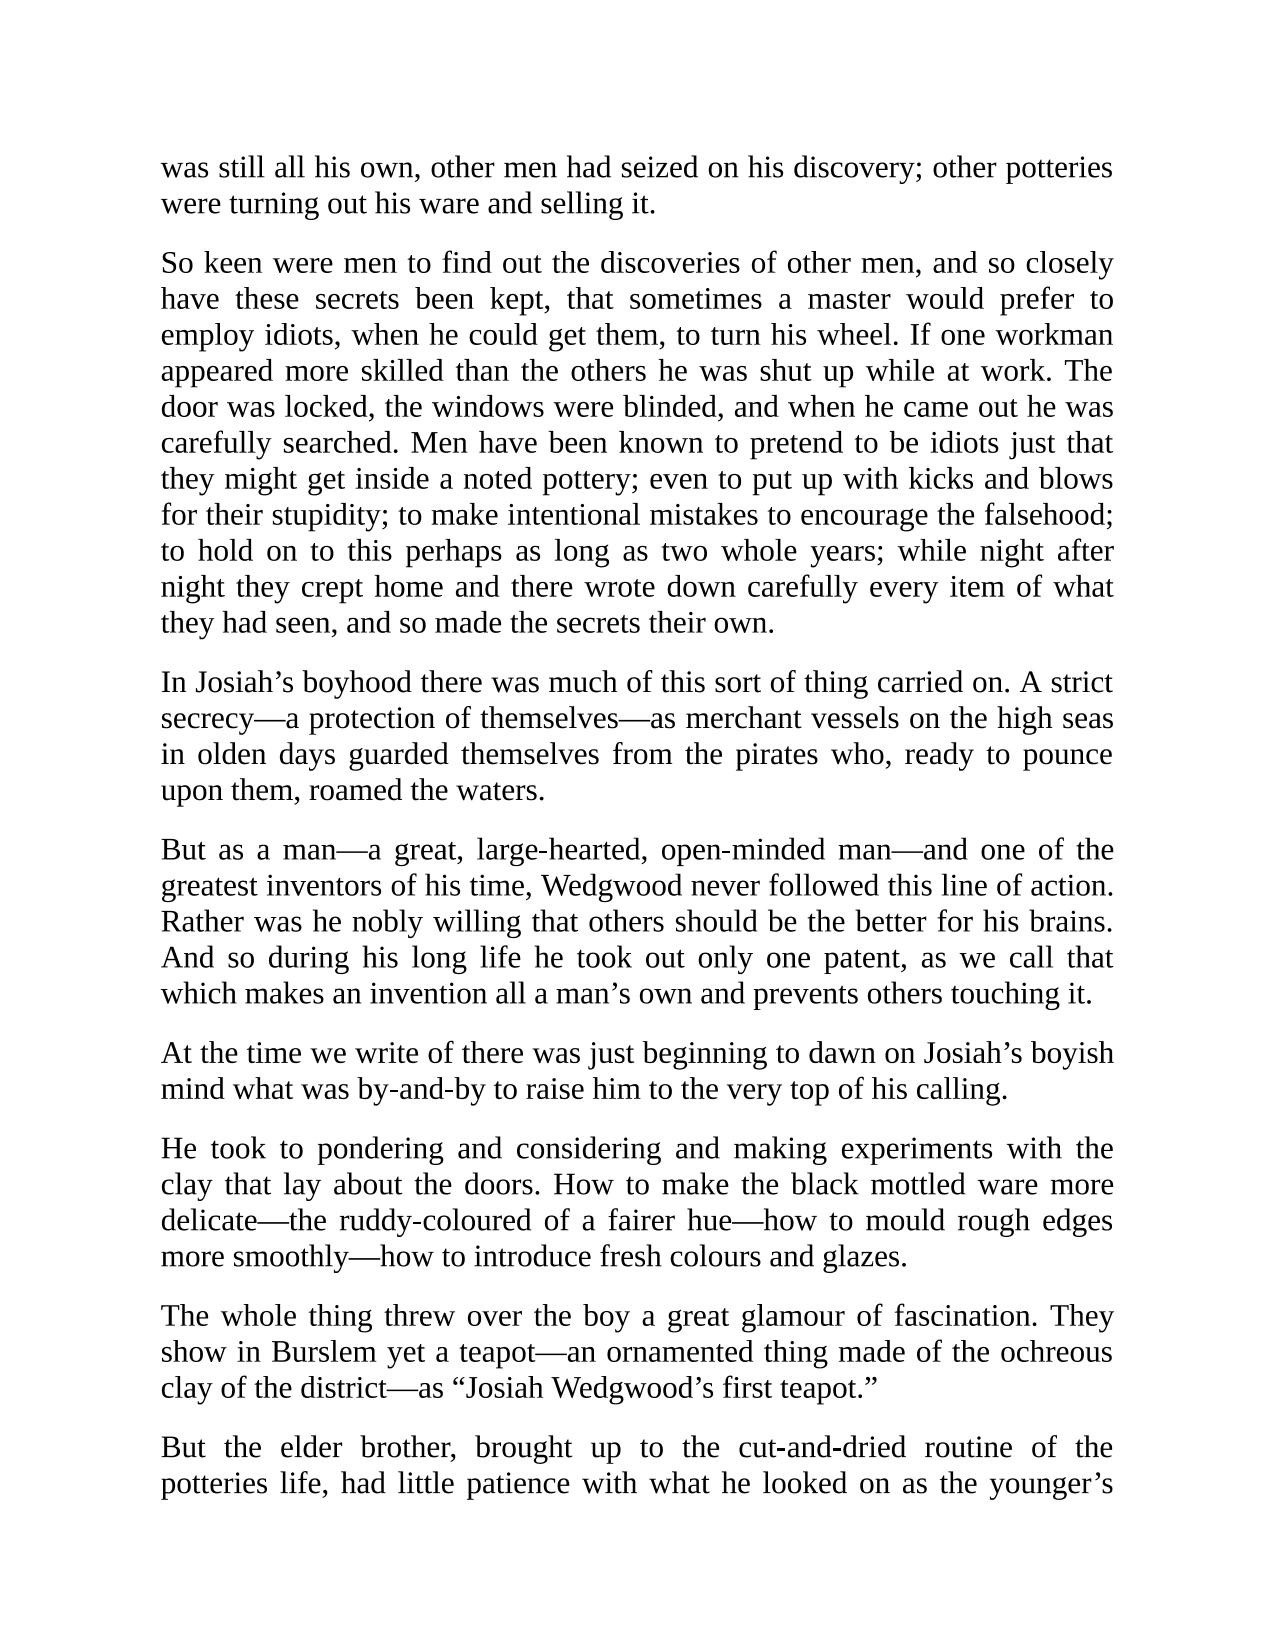 was still all his own, other men had seized on his discovery; other potteries
were turning out his ware and selling it.
So keen were men to find out the discoveries of other men, and so closely
have these secrets been kept, that sometimes a master would prefer to
employ idiots, when he could get them, to turn his wheel. If one workman
appeared more skilled than the others he was shut up while at work. The
door was locked, the windows were blinded, and when he came out he was
carefully searched. Men have been known to pretend to be idiots just that
they might get inside a noted pottery; even to put up with kicks and blows
for their stupidity; to make intentional mistakes to encourage the falsehood;
to hold on to this perhaps as long as two whole years; while night after
night they crept home and there wrote down carefully every item of what
they had seen, and so made the secrets their own.
In Josiah’s boyhood there was much of this sort of thing carried on. A strict
secrecy—a protection of themselves—as merchant vessels on the high seas
in olden days guarded themselves from the pirates who, ready to pounce
upon them, roamed the waters.
But as a man—a great, large-hearted, open-minded man—and one of the
greatest inventors of his time, Wedgwood never followed this line of action.
Rather was he nobly willing that others should be the better for his brains.
And so during his long life he took out only one patent, as we call that
which makes an invention all a man’s own and prevents others touching it.
At the time we write of there was just beginning to dawn on Josiah’s boyish
mind what was by-and-by to raise him to the very top of his calling.
He took to pondering and considering and making experiments with the
clay that lay about the doors. How to make the black mottled ware more
delicate—the ruddy-coloured of a fairer hue—how to mould rough edges
more smoothly—how to introduce fresh colours and glazes.
The whole thing threw over the boy a great glamour of fascination. They
show in Burslem yet a teapot—an ornamented thing made of the ochreous
clay of the district—as “Josiah Wedgwood’s first teapot.”
But the elder brother, brought up to the cut-and-dried routine of the
potteries life, had little patience with what he looked on as the younger’s